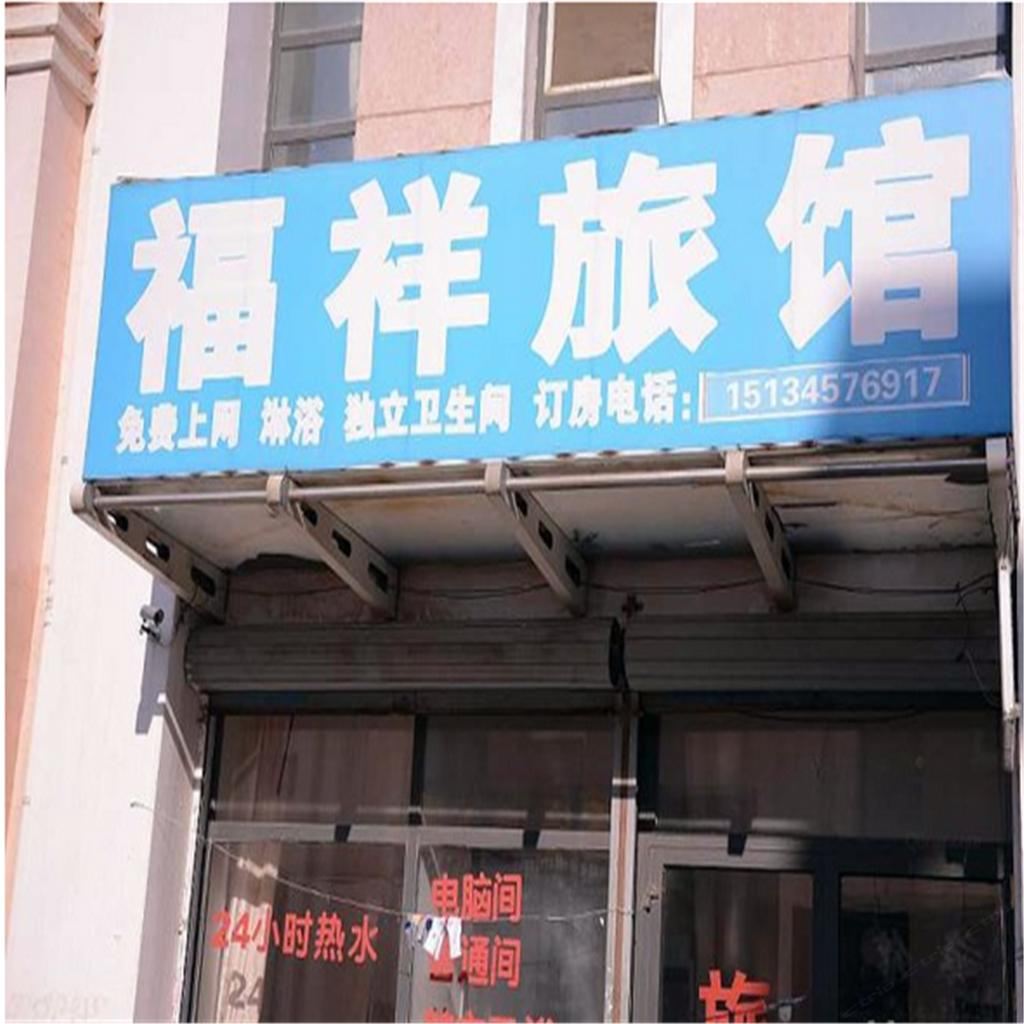 福祥旅馆
免费上网 淋浴 独立卫生间 订房电话: 15134576917
24小时热水
电脑间
通间
旅